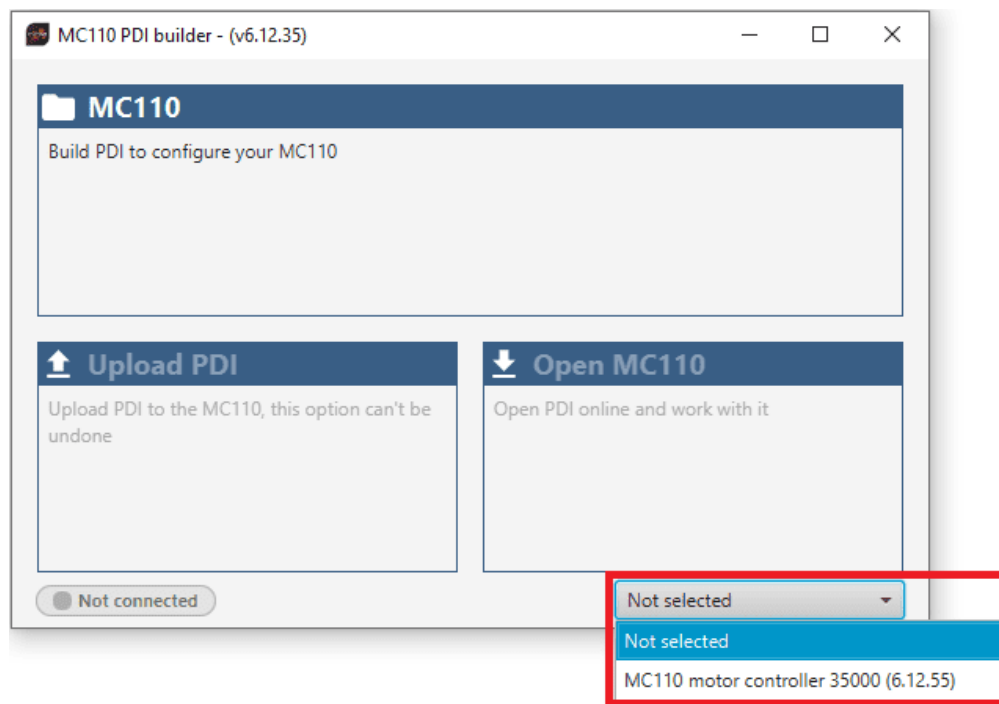 MC110 PDI builder - (v6.12.35)
MC110
Build PDI to configure your MC110
Upload PDI
Upload PDI to the MC110, this option can't be
undone
Open MC110
Open PDI online and work with it
Not connected
Not selected
Not selected
MC110 motor controller 35000 (6.12.55)